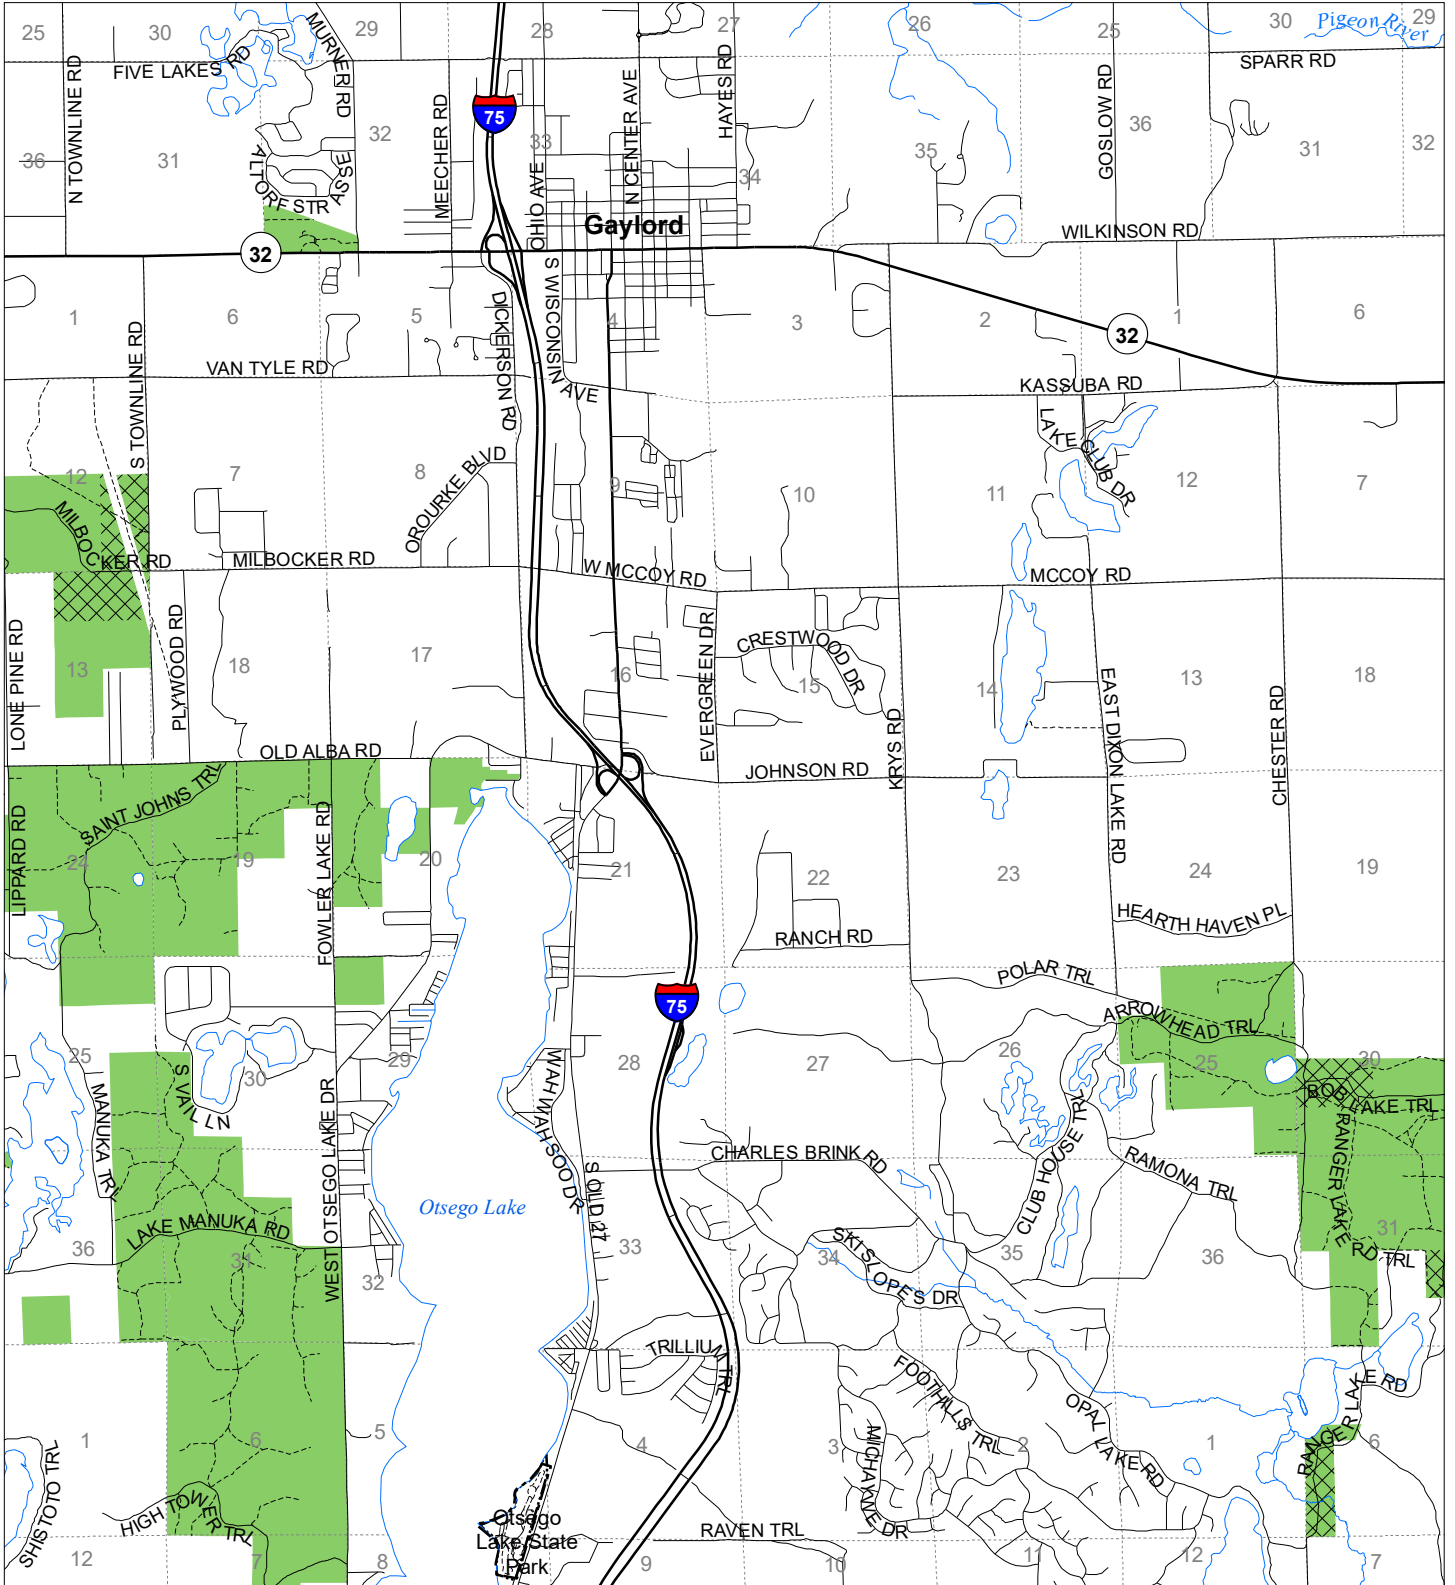 25
30
29
28
27
26
25
30
29
Pigeon River
FIVE LAKES RD
MURNER RD
SPARR RD
N TOWNLINE RD
MEECHER RD
75
N CENTER AVE
HAYES RD
GOSLOW RD
36
31
32
33
34
35
36
31
32
ALTORF STR
ASSE
OHIO AVE
Gaylord
WILKINSON RD
32
1
6
5
4
3
2
1
6
32
S TOWNLINE RD
DICKERSON RD
S WISCONSIN AVE
VAN TYLE RD
KASSUBA RD
LAKE CLUB DR
12
7
8
9
10
11
12
7
OROURKE BLVD
MILBOCKER RD
MILBOCKER RD
W MCCOY RD
MCCOY RD
LONE PINE RD
PLYWOOD RD
EVERGREEN DR
CRESTWOOD DR
13
18
17
16
15
14
13
18
KRYS RD
EAST DIXON LAKE RD
CHESTER RD
OLD ALBA RD
JOHNSON RD
SAINT JOHNS TRL
LIPPARD RD
FOWLER LAKE RD
24
19
20
21
22
23
24
19
HEARTH HAVEN PL
RANCH RD
POLAR TRL
75
ARROWHEAD TRL
25
30
29
28
27
26
25
20
S VAIL LN
MANUKA TRL
WEST OTSEGO LAKE DR
WAH WAH SOO DR
BOB LAKE TRL
RANGER LAKE RD TRL
CHARLES BRINK RD
CLUB HOUSE TRL
RAMONA TRL
S OLD 27
Otsego Lake
LAKE MANUKA RD
36
31
32
33
34
35
36
31
SKI SLOPES DR
TRILLIUM TRL
FOOTHILLS TRL
OPAL LAKE RD
RANGER LAKE RD
1
6
5
4
3
2
1
6
SHISTOTO TRL
HIGH TOWER TRL
MICHAYWE DR
Otsego
Lake State
Park
RAVEN TRL
12
7
8
9
10
11
12
7